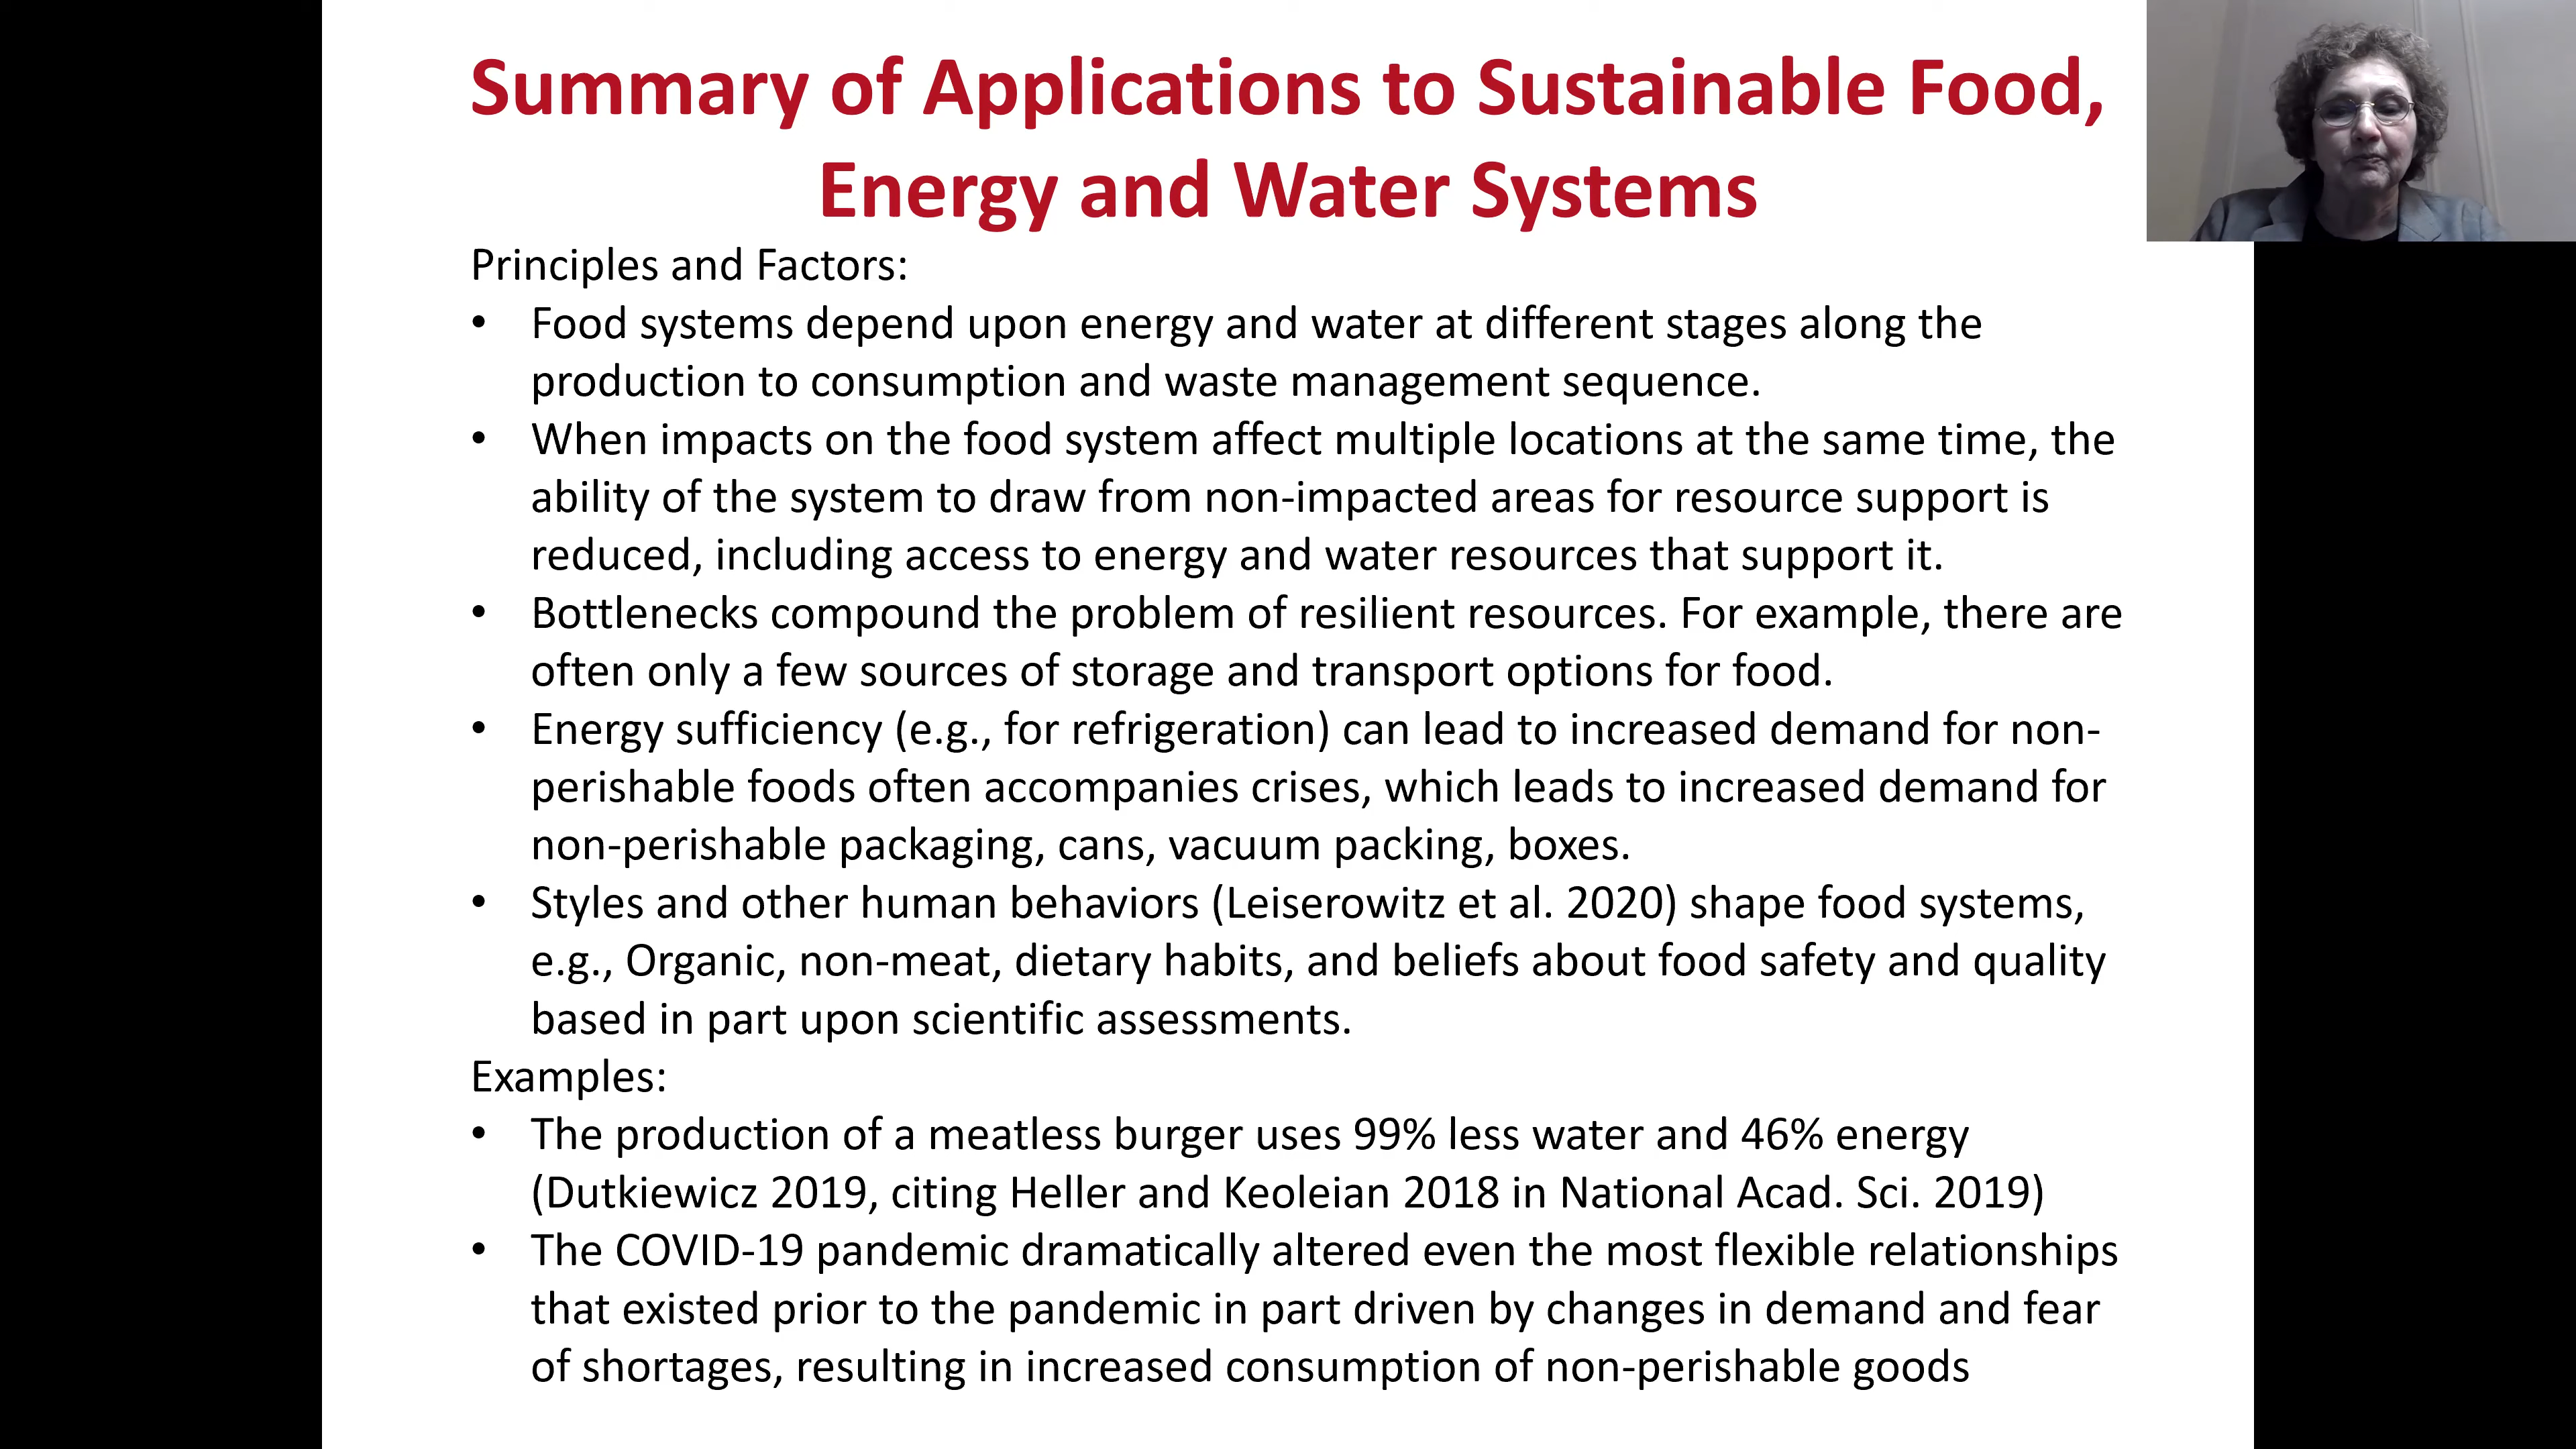 Summary of Applications to Sustainable Food,
Energy and Water Systems
Principles and Factors:
• Food systems depend upon energy and water at different stages along the
production to consumption and waste management sequence.
• When impacts on the food system affect multiple locations at the same time, the
ability of the system to draw from non-impacted areas for resource support is
reduced, including access to energy and water resources that support it.
• Bottlenecks compound the problem of resilient resources. For example, there are
often only a few sources of storage and transport options for food.
• Energy sufficiency (e.g., for refrigeration) can lead to increased demand for non-
perishable foods often accompanies crises, which leads to increased demand for
non-perishable packaging, cans, vacuum packing, boxes.
• Styles and other human behaviors (Leiserowitz et al. 2020) shape food systems,
e.g., Organic, non-meat, dietary habits, and beliefs about food safety and quality
based in part upon scientific assessments.
Examples:
• The production of a meatless burger uses 99% less water and 46% energy
(Dutkiewicz 2019, citing Heller and Keoleian 2018 in National Acad. Sci. 2019)
• The COVID-19 pandemic dramatically altered even the most flexible relationships
that existed prior to the pandemic in part driven by changes in demand and fear
of shortages, resulting in increased consumption of non-perishable goods